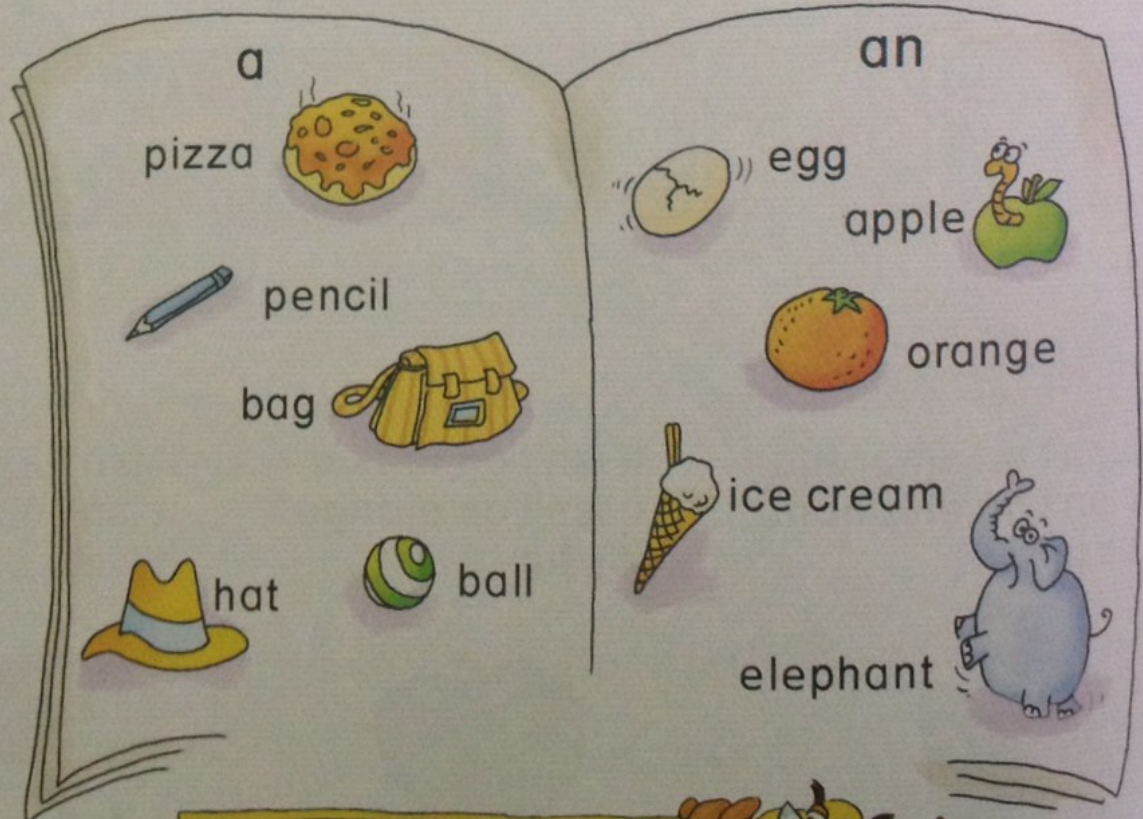 a
pizza
pencil
bag
hat
ball
an
egg
apple
orange
ice cream
elephant